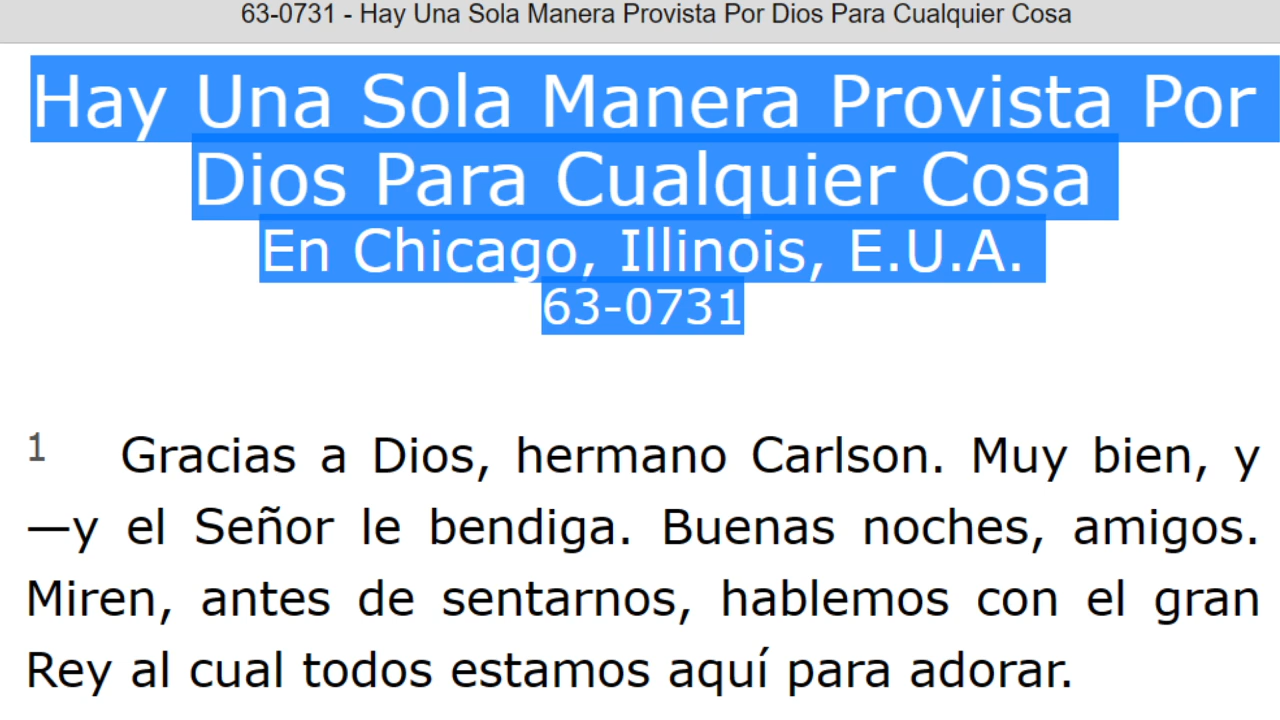 63-0731 - Hay Una Sola Manera Provista Por Dios Para Cualquier Cosa
Hay Una Sola Manera Provista Por
Dios Para Cualquier Cosa
En Chicago, Illinois, E.U.A.
63-0731
1 Gracias a Dios, hermano Carlson. Muy bien, y
—y el Señor le bendiga. Buenas noches, amigos.
Miren, antes de sentarnos, hablemos con el gran
Rey al cual todos estamos aquí para adorar.